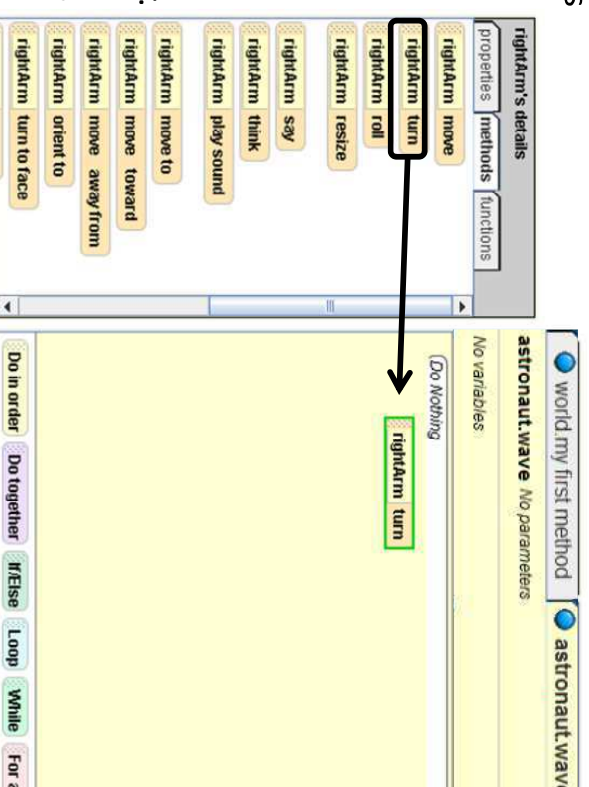 rightArm's details
properties methods functions
rightArm move
rightArm turn
rightArm roll
rightArm resize
rightArm say
rightArm think
rightArm play sound
rightArm move to
rightArm move toward
rightArm move away from
rightArm orient to
rightArm turn to face
world.my first method astronaut.wave
astronaut.wave No parameters
No variables
Do Nothing
rightArm turn
Do in order Do together If/Else Loop While For a